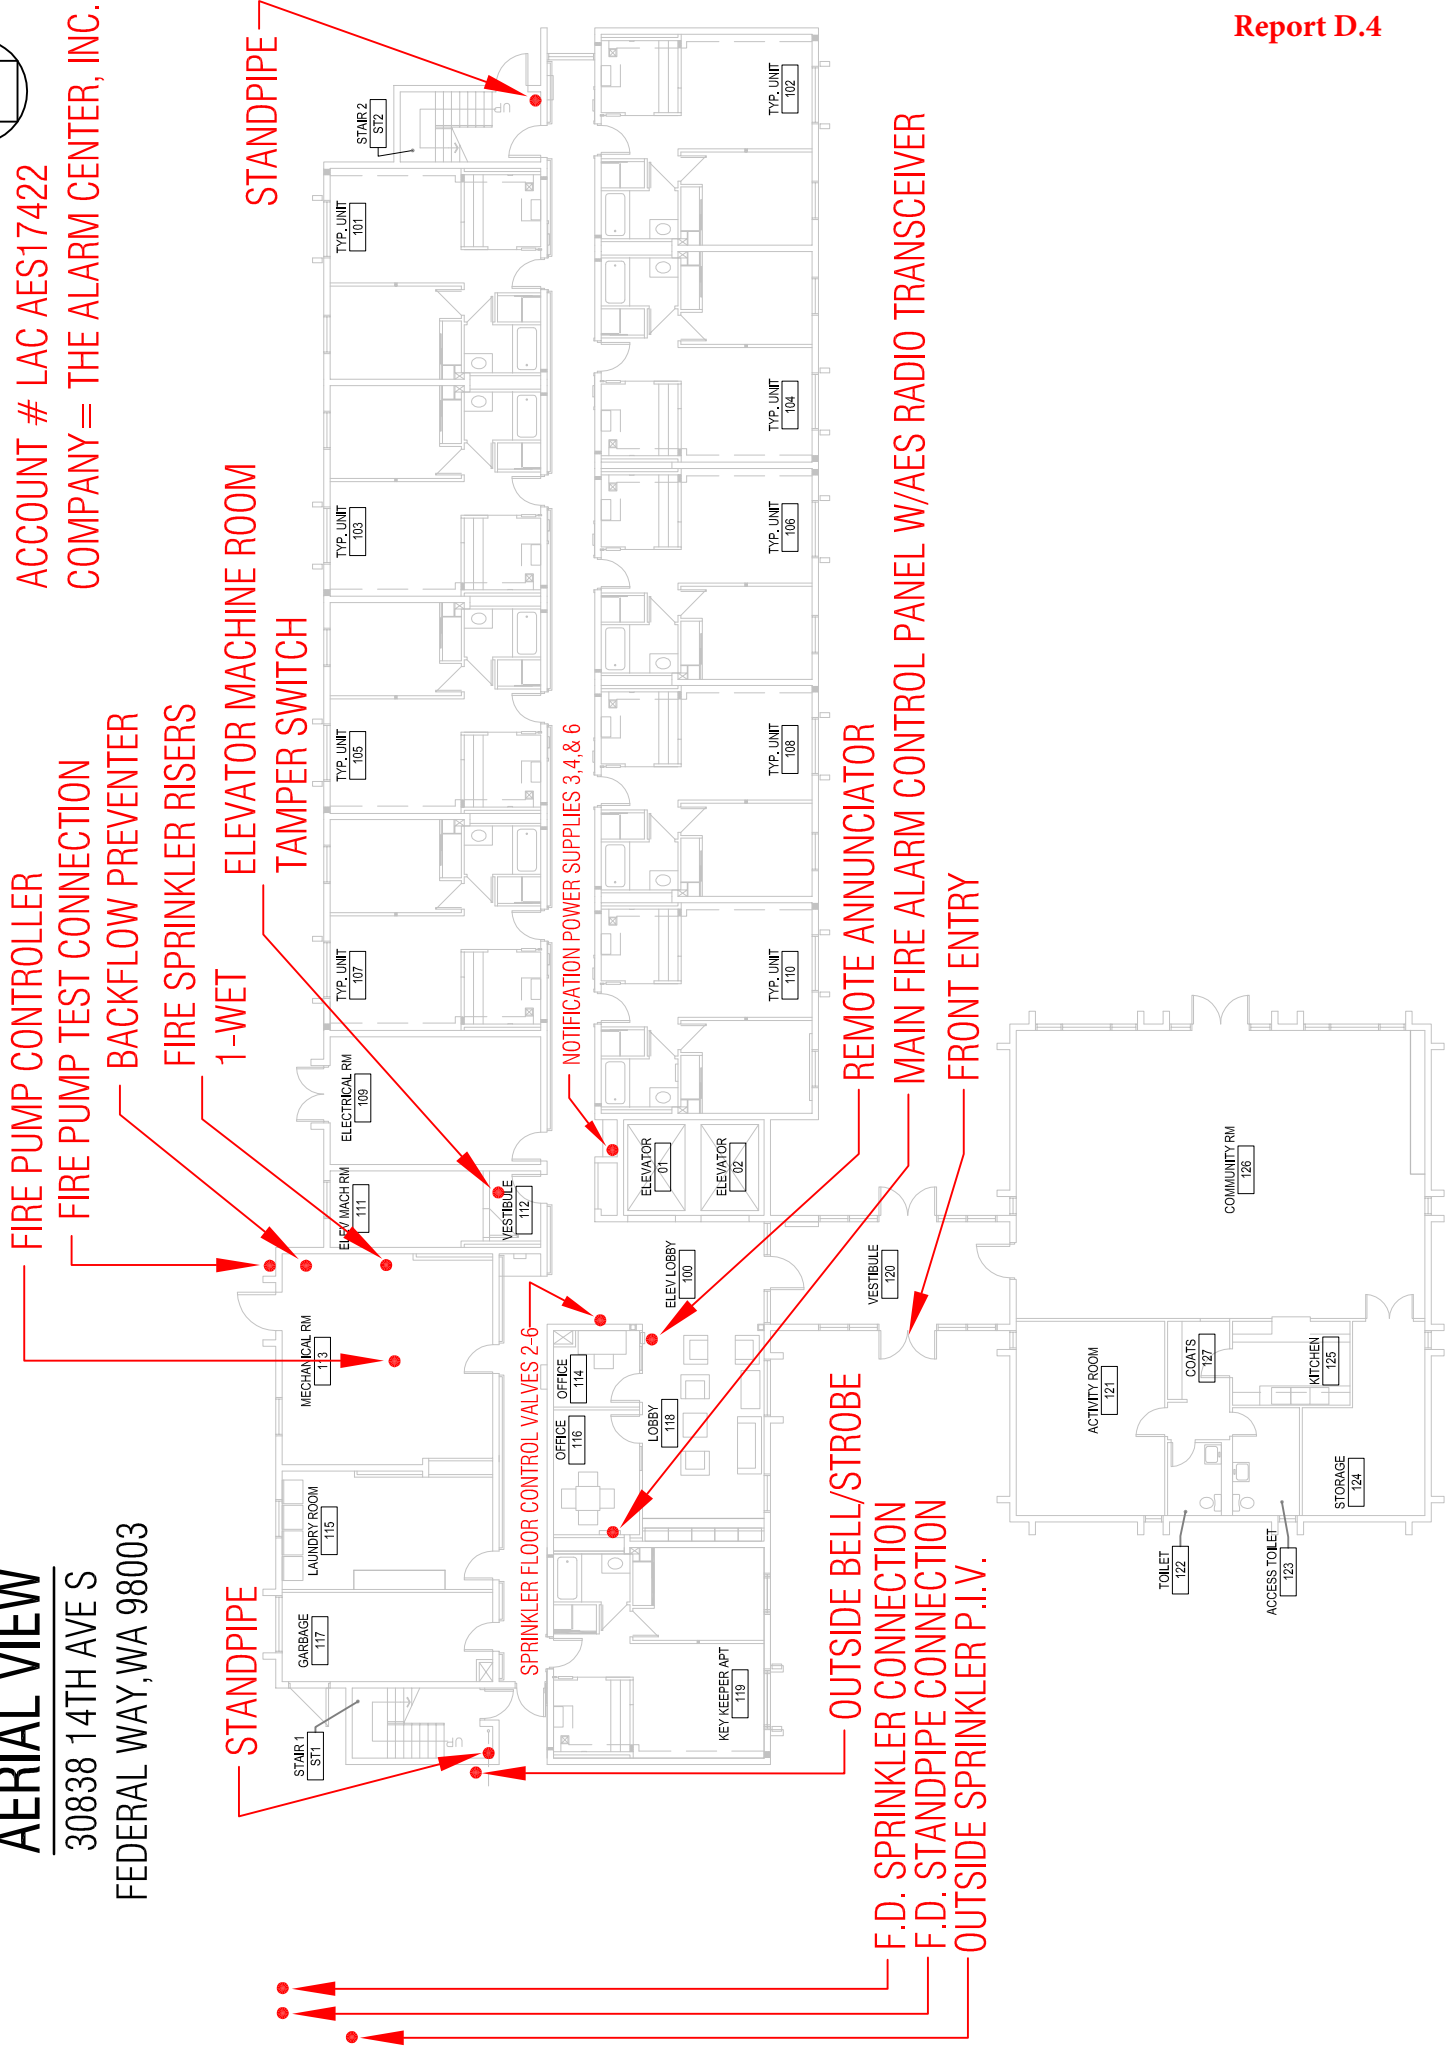 Report D.4
ACCOUNT # LAC AES17422
COMPANY= THE ALARM CENTER, INC.
AERIAL VIEW
30838 14TH AVE S
FEDERAL WAY,WA 98003
FIRE PUMP CONTROLLER
FIRE PUMP TEST CONNECTION
BACKFLOW PREVENTER
FIRE SPRINKLER RISERS
1-WET
ELEVATOR MACHINE ROOM
TAMPER SWITCH
STANDPIPE
STANDPIPE
STAIR 1
ST1
GARBAGE
117
LAUNDRY ROOM
115
MECHANICAL RM
113
ELEV MACH RM
111
VESTIBULE
112
ELECTRICAL RM
109
TYP. UNIT
107
TYP. UNIT
105
TYP. UNIT
103
TYP. UNIT
101
STAIR 2
ST2
UP
UP
SPRINKLER FLOOR CONTROL VALVES 2-6
NOTIFICATION POWER SUPPLIES 3,4,& 6
KEY KEEPER APT
119
OFFICE
116
OFFICE
114
LOBBY
118
ELEV LOBBY
100
ELEVATOR
01
ELEVATOR
02
TYP. UNIT
110
TYP. UNIT
108
TYP. UNIT
106
TYP. UNIT
104
TYP. UNIT
102
REMOTE ANNUNCIATOR
MAIN FIRE ALARM CONTROL PANEL W/AES RADIO TRANSCEIVER
FRONT ENTRY
OUTSIDE BELL/STROBE
F.D. SPRINKLER CONNECTION
F.D. STANDPIPE CONNECTION
OUTSIDE SPRINKLER P.I.V.
VESTIBULE
120
ACTIVITY ROOM
121
COATS
127
KITCHEN
125
COMMUNITY RM
126
STORAGE
124
TOILET
122
ACCESS TOILET
123